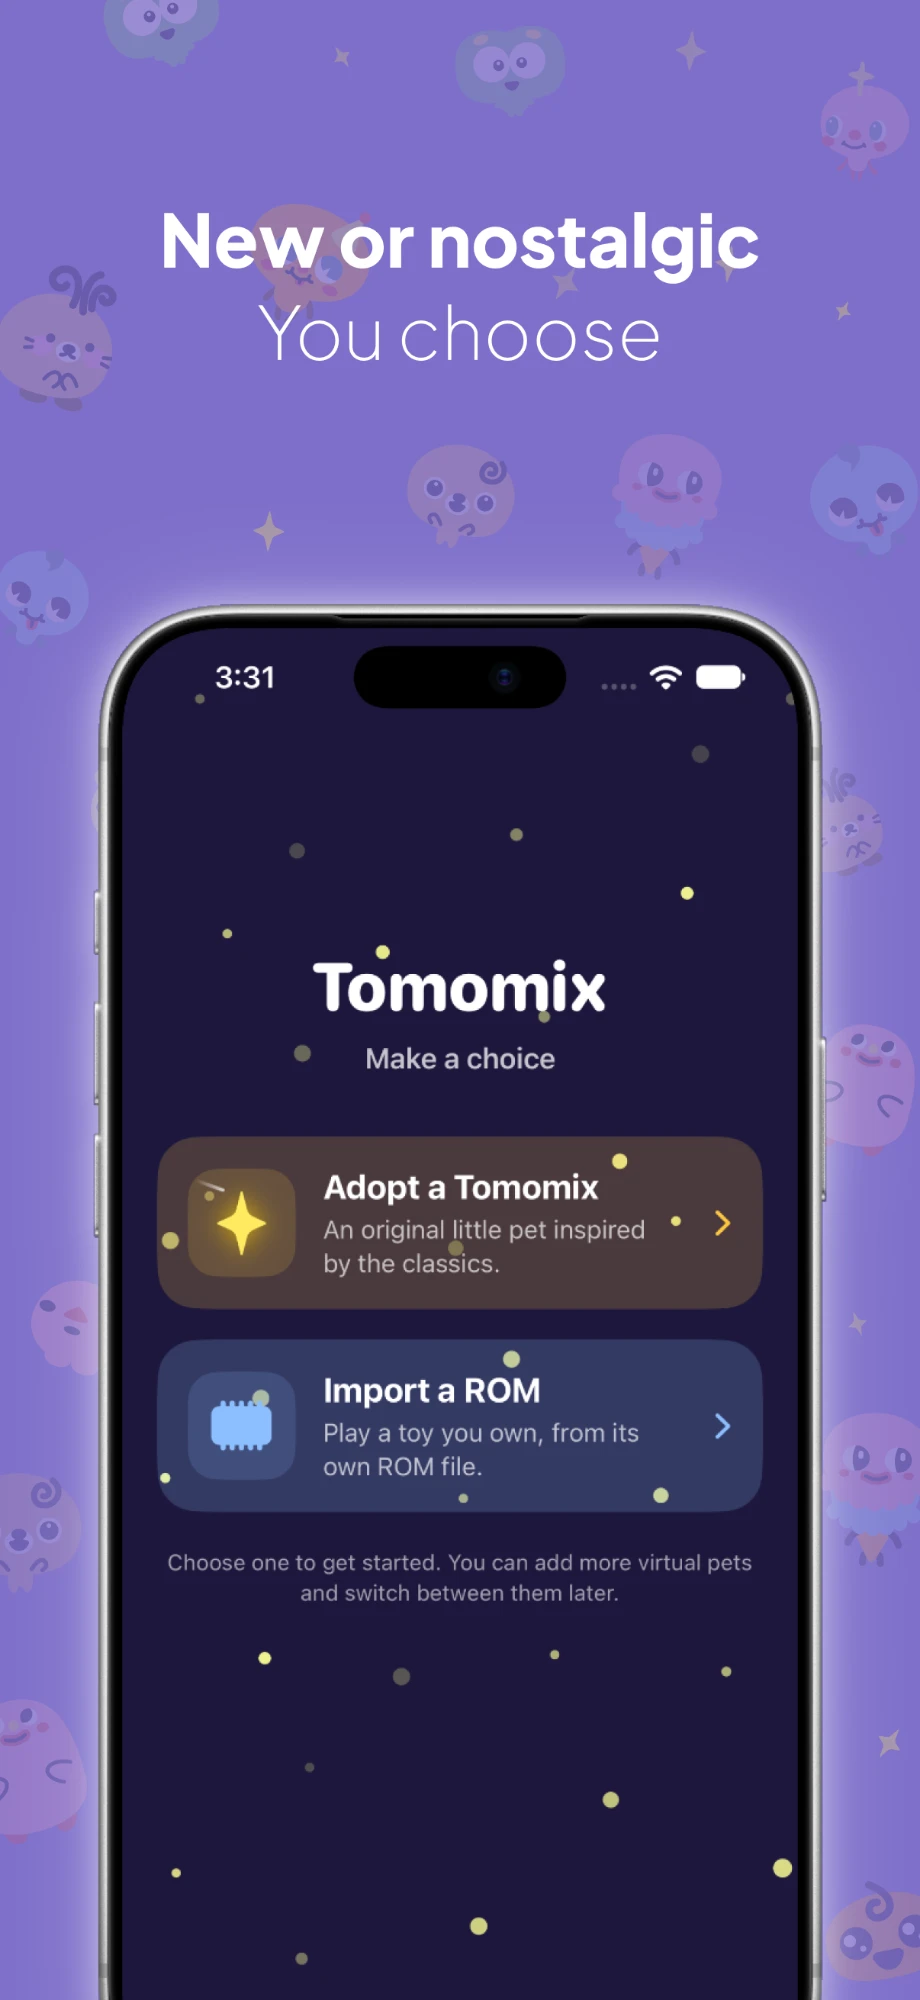 New or nostalgic
You choose
3:31
Tomomix
Make a choice
Adopt a Tomomix
An original little pet inspired
by the classics.
Import a ROM
Play a toy you own, from its
own ROM file.
Choose one to get started. You can add more virtual pets
and switch between them later.